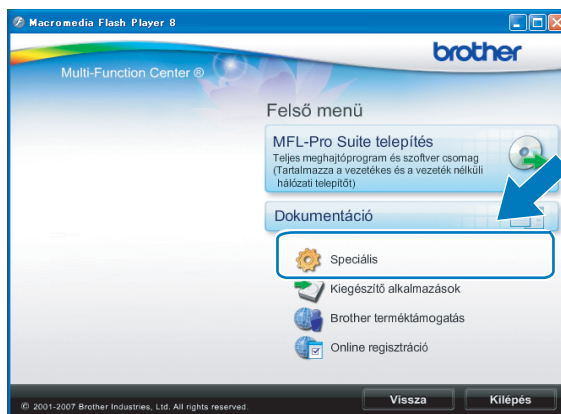 Macromedia Flash Player 8
brother
Multi-Function Center ®
Felső menü
MFL-Pro Suite telepítés
Teljes meghajtóprogram és szoftver csomag
(Tartalmazza a vezetékes és a vezeték nélküli
hálózati telepítőt)
Dokumentáció
Speciális
Kiegészítő alkalmazások
Brother terméktámogatás
Online regisztráció
Vissza
Kilépés
© 2001-2007 Brother Industries, Ltd. All rights reserved.